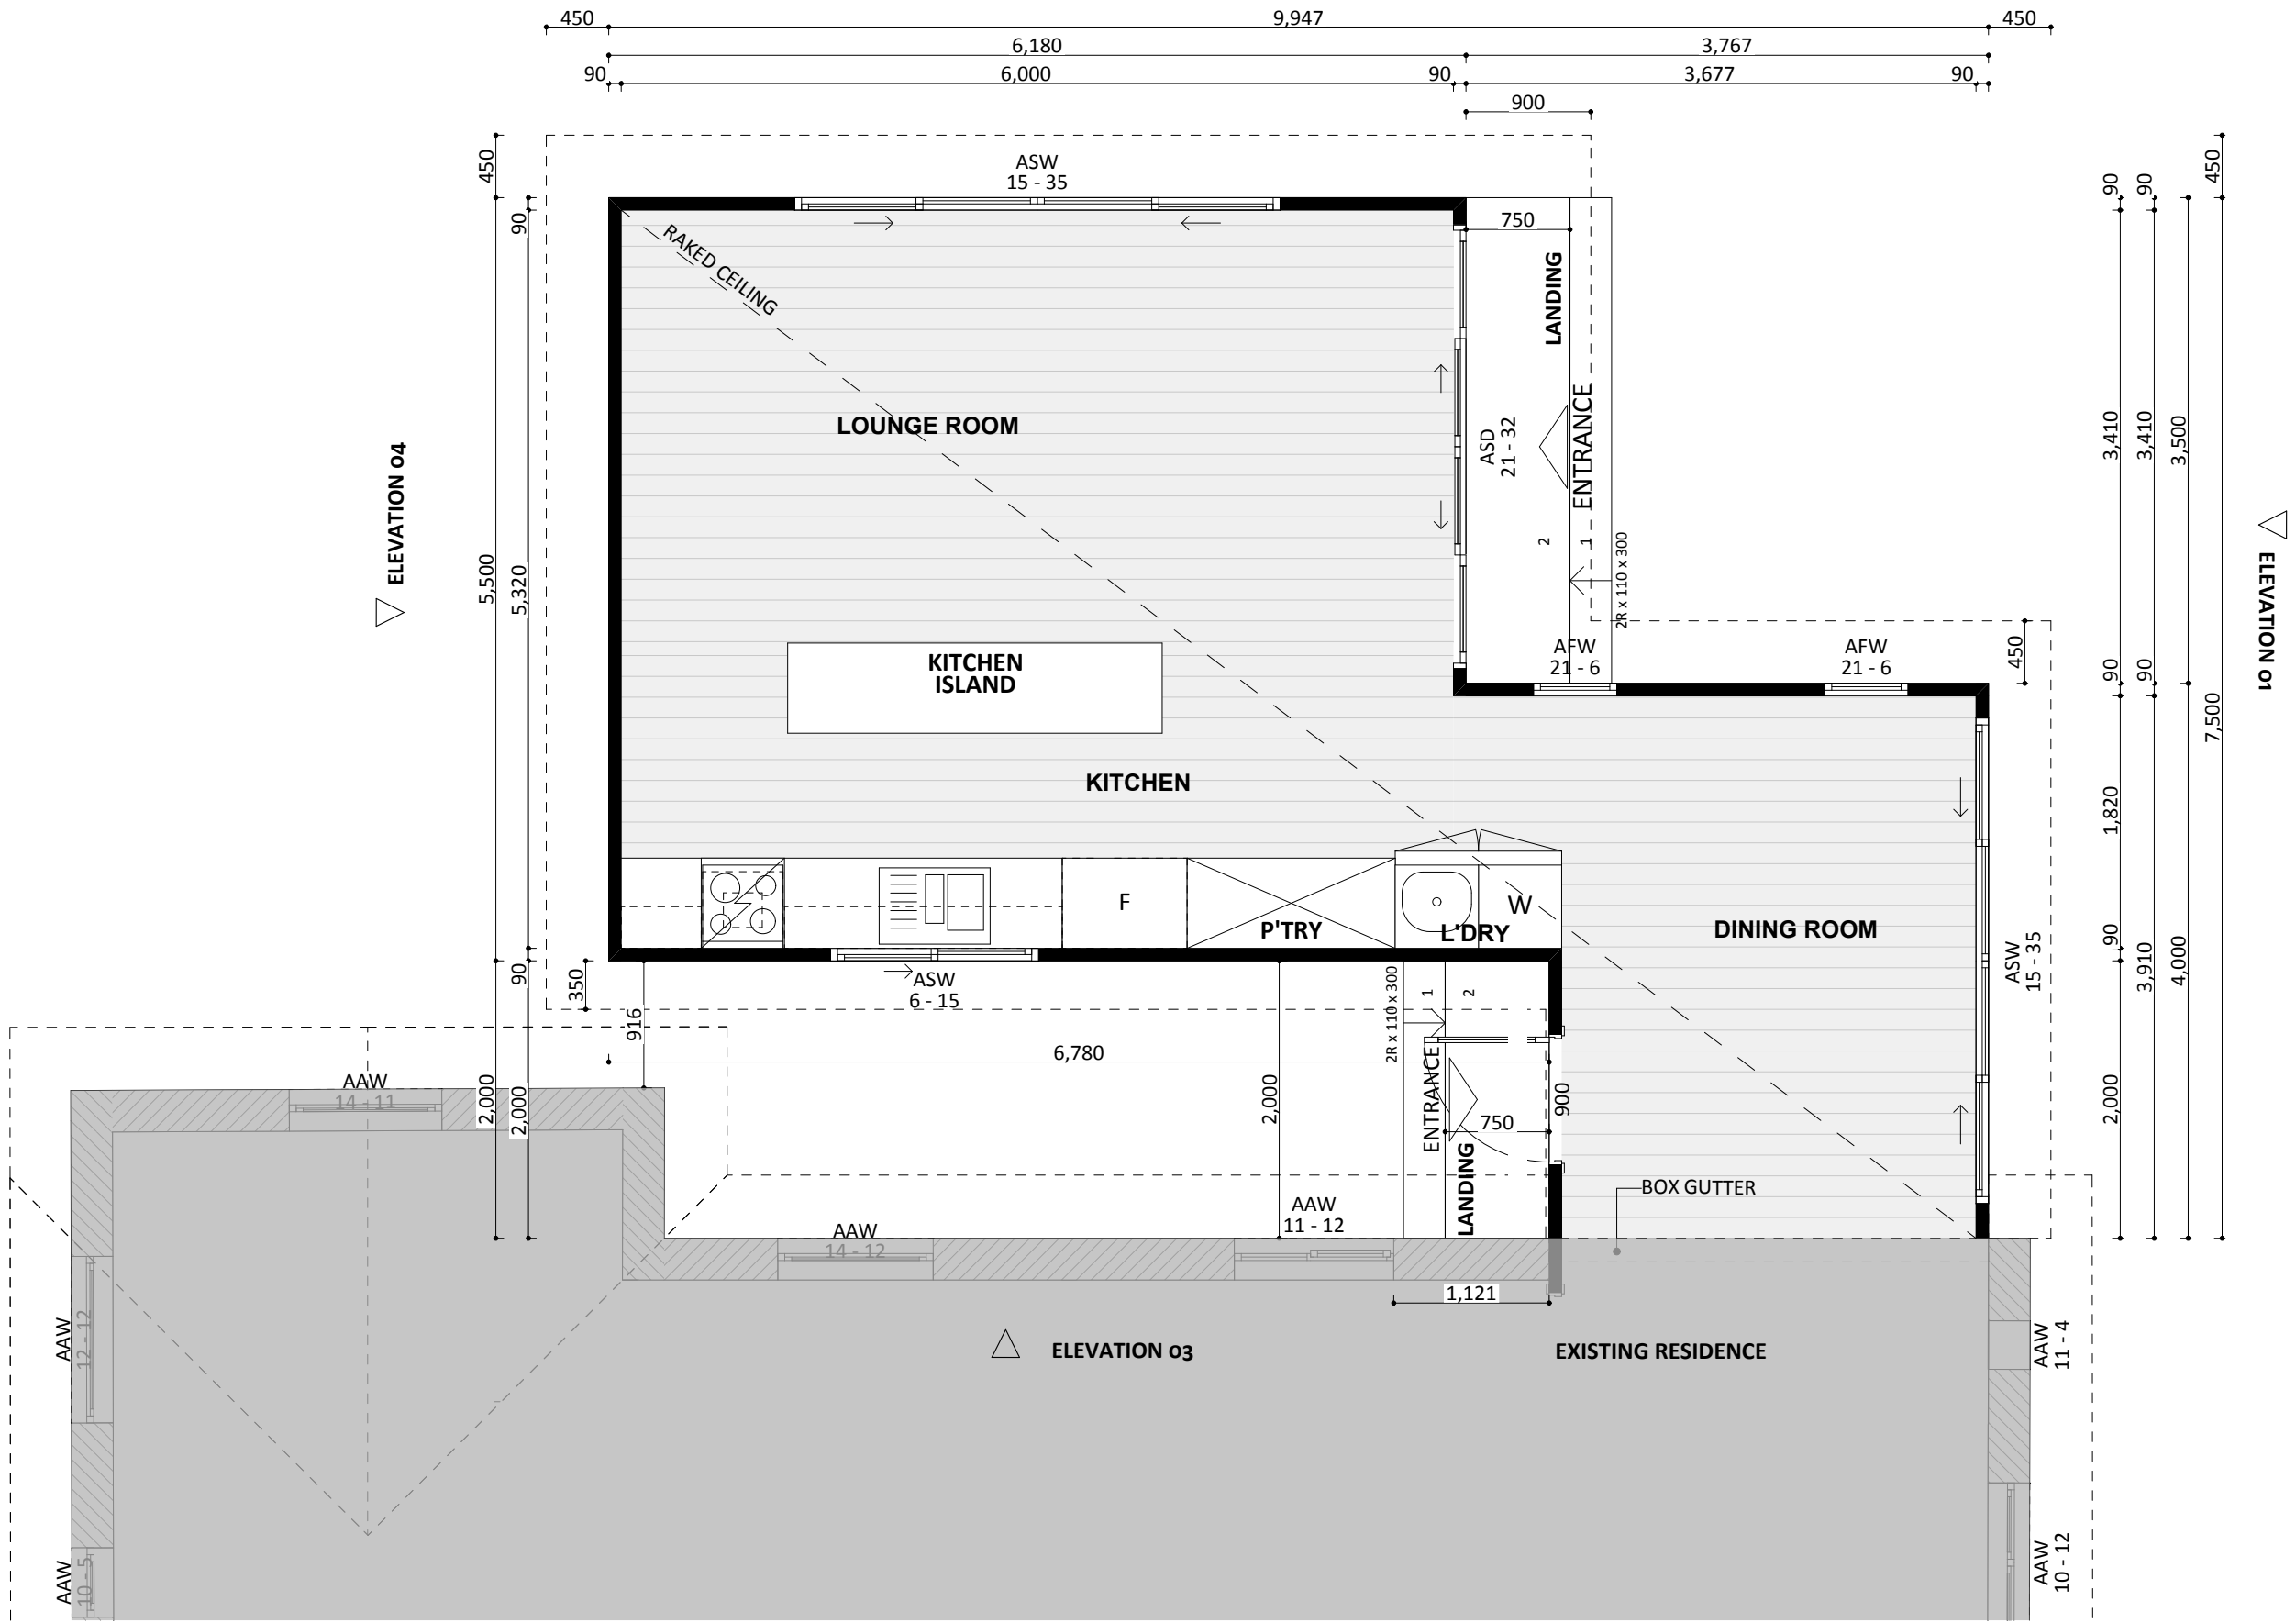 450
9,947
450
6,180
3,767
90
6,000
90
3,677
90
900
450
ASW
15 - 35
450
90
90
90
750
RAKED CEILING
LANDING
ENTRANCE
ASD
21 - 32
2
1
2R x 110 x 300
LOUNGE ROOM
ELEVATION 04
5,500
5,320
3,410
3,410
3,500
7,500
ELEVATION 01
AFW
21 - 6
AFW
21 - 6
450
90
90
KITCHEN
ISLAND
KITCHEN
1,820
F
P'TRY
L'DRY
W
DINING ROOM
90
3,910
4,000
ASW
15 - 35
90
350
916
ASW
6 - 15
2R x 110 x 300
1
2
6,780
ENTRANCE
900
750
LANDING
2,000
2,000
2,000
2,000
AAW
14 - 11
BOX GUTTER
AAW
14 - 12
AAW
11 - 12
1,121
AAW
12 - 12
ELEVATION 03
EXISTING RESIDENCE
AAW
11 - 4
AAW
10 - 5
AAW
10 - 12